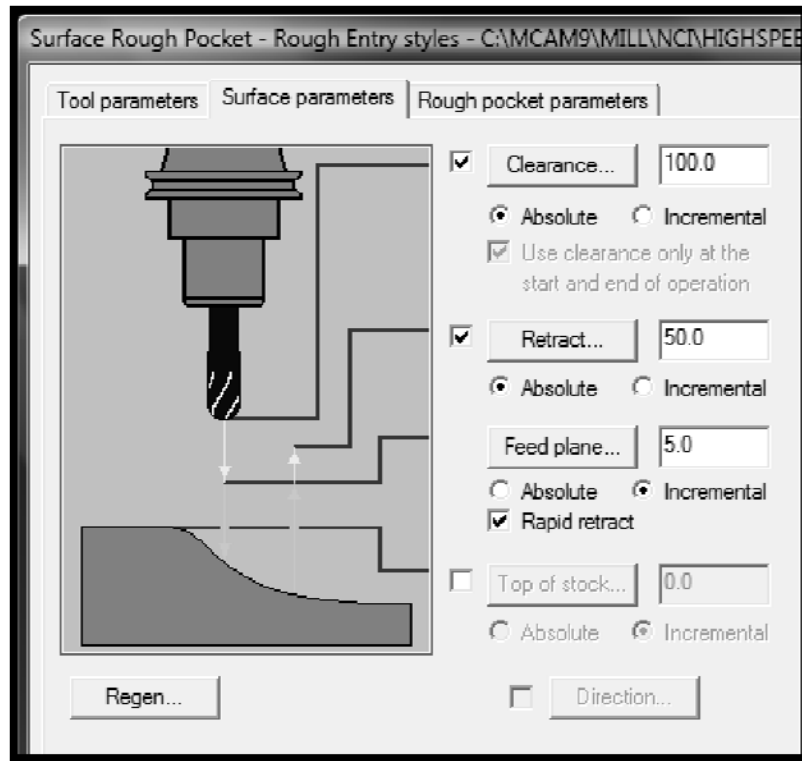 Surface Rough Pocket - Rough Entry styles - C:\MCAM9\MILL\NCI\HIGHSPEE
Tool parameters Surface parameters Rough pocket parameters
Clearance... 100.0
Absolute Incremental
Use clearance only at the
start and end of operation
Retract... 50.0
Absolute Incremental
Feed plane... 5.0
Absolute Incremental
Rapid retract
Top of stock... 0.0
Absolute Incremental
Regen... Direction...